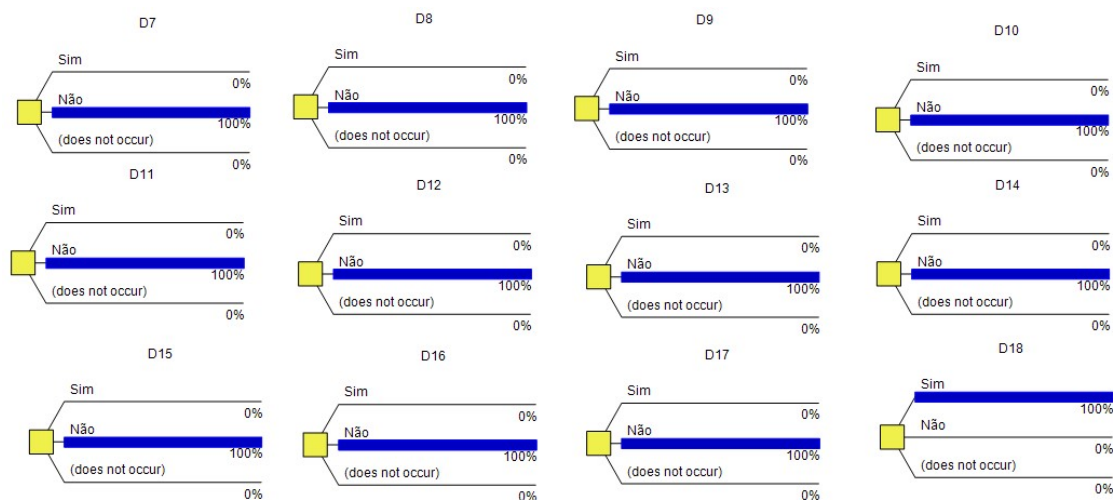 D7
Sim
0%
Não
100%
(does not occur)
0%
D8
Sim
0%
Não
100%
(does not occur)
0%
D9
Sim
0%
Não
100%
(does not occur)
0%
D10
Sim
0%
Não
100%
(does not occur)
0%
D11
Sim
0%
Não
100%
(does not occur)
0%
D12
Sim
0%
Não
100%
(does not occur)
0%
D13
Sim
0%
Não
100%
(does not occur)
0%
D14
Sim
0%
Não
100%
(does not occur)
0%
D15
Sim
0%
Não
100%
(does not occur)
0%
D16
Sim
0%
Não
100%
(does not occur)
0%
D17
Sim
0%
Não
100%
(does not occur)
0%
D18
Sim
100%
Não
0%
(does not occur)
0%